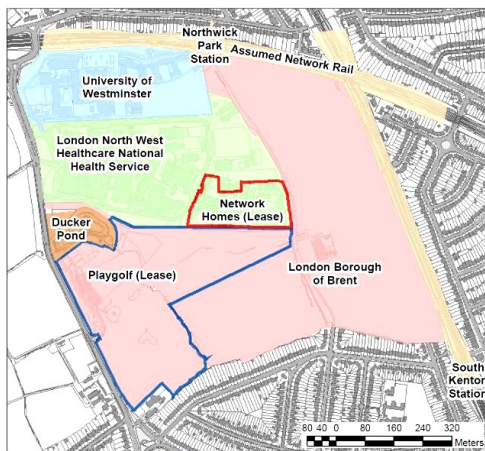 Northwick
Park
Station
Assumed Network Rail
University of
Westminster
London North West
Healthcare National
Health Service
Network
Homes (Lease)
Ducker
Pond
Playgolf (Lease)
London Borough
of Brent
South
Kenton
Station
80 40 0 80 160 240 320
Meters